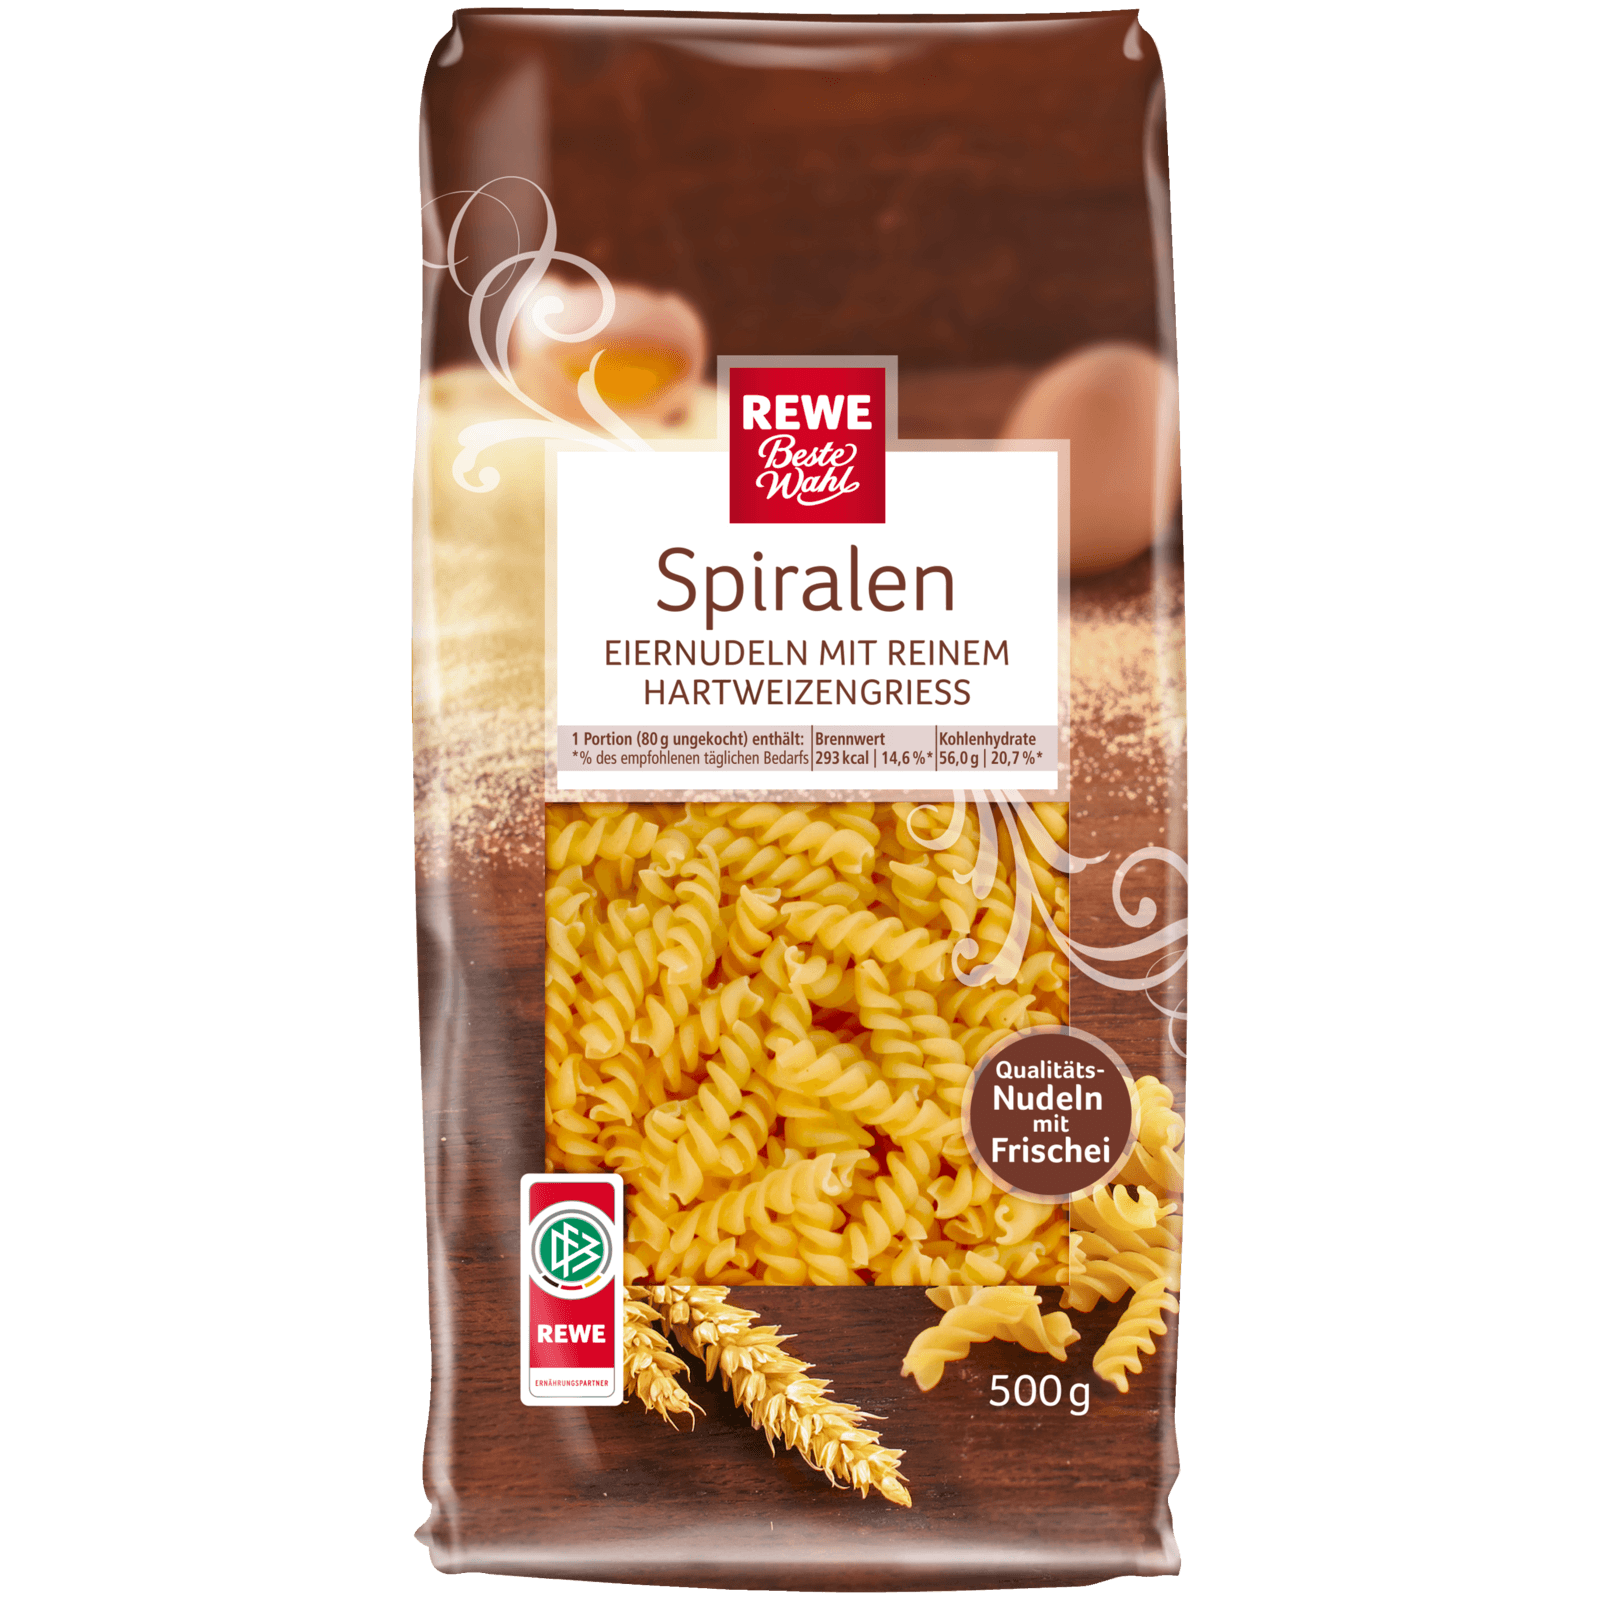 REWE
Beste
Wahl
Spiralen
EIERNUDELN MIT REINEM
HARTWEIZENGRIESS
1 Portion (80 g ungekocht) enthält: Brennwert Kohlenhydrate
*% des empfohlenen täglichen Bedarfs 293 kcal | 14,6 %* 56,0 g | 20,7 %*
Qualitäts-
Nudeln
mit
Frischei
DFB
REWE
ERNÄHRUNGSPARTNER
500 g